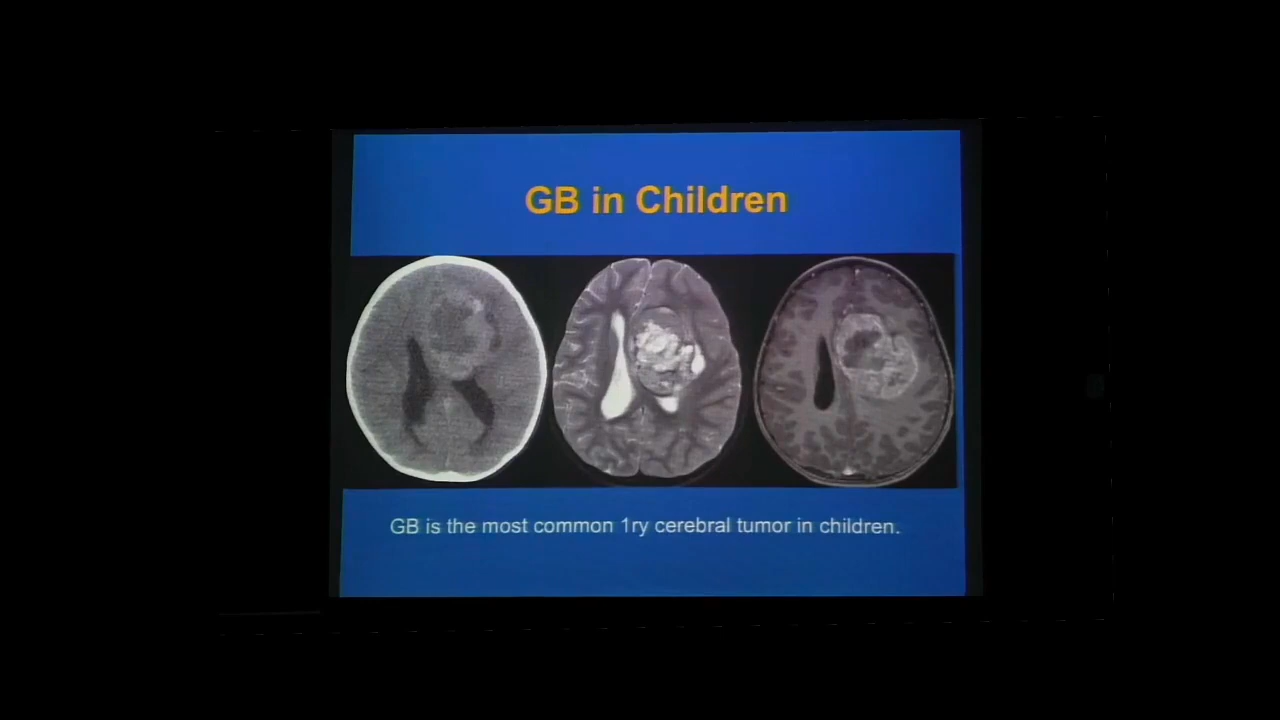 GB in Children
GB is the most common 1ry cerebral tumor in children.